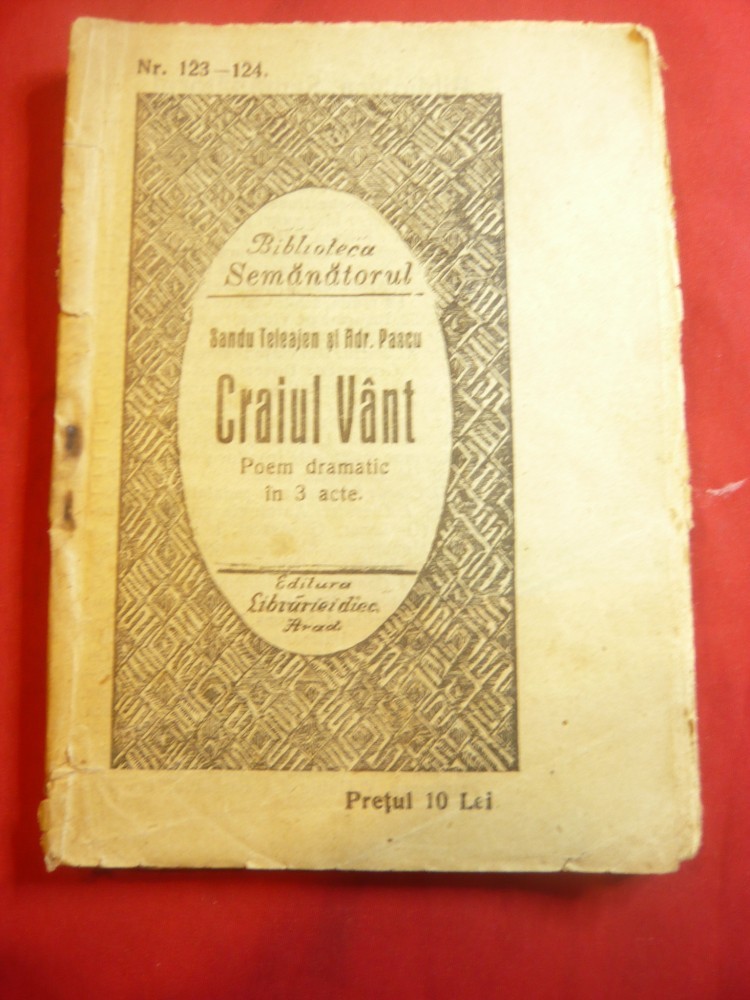 Nr. 123–124.
Biblioteca
Semănătorul
Sandu Teleajen și Adr. Pascu
Craiul Vânt
Poem dramatic
în 3 acte.
Editura
Librăriei diec.
Arad.
Prețul 10 Lei